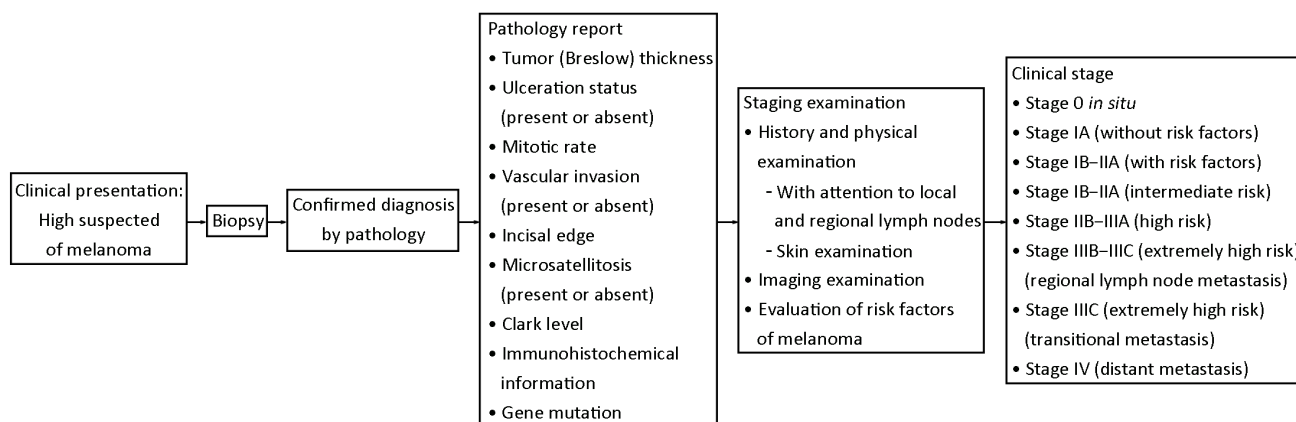 Clinical presentation:
High suspected
of melanoma
Biopsy
Confirmed diagnosis
by pathology
Pathology report
• Tumor (Breslow) thickness
• Ulceration status
(present or absent)
• Mitotic rate
• Vascular invasion
(present or absent)
• Incisal edge
• Microsatellitosis
(present or absent)
• Clark level
• Immunohistochemical
information
• Gene mutation
Staging examination
• History and physical
examination
- With attention to local
and regional lymph nodes
- Skin examination
• Imaging examination
• Evaluation of risk factors
of melanoma
Clinical stage
• Stage 0 in situ
• Stage IA (without risk factors)
• Stage IB–IIA (with risk factors)
• Stage IB–IIA (intermediate risk)
• Stage IIB–IIIA (high risk)
• Stage IIIB–IIIC (extremely high risk)
(regional lymph node metastasis)
• Stage IIIC (extremely high risk)
(transitional metastasis)
• Stage IV (distant metastasis)